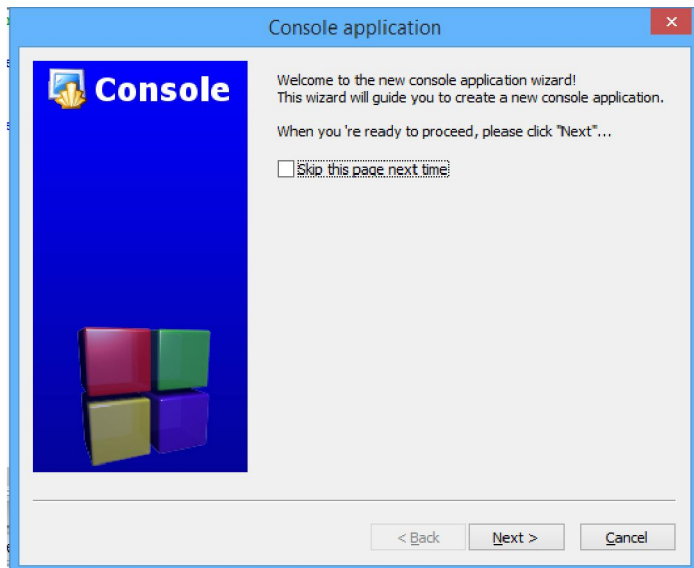 Console application
Console
Welcome to the new console application wizard!
This wizard will guide you to create a new console application.
When you 're ready to proceed, please click "Next"...
Skip this page next time
< Back
Next >
Cancel